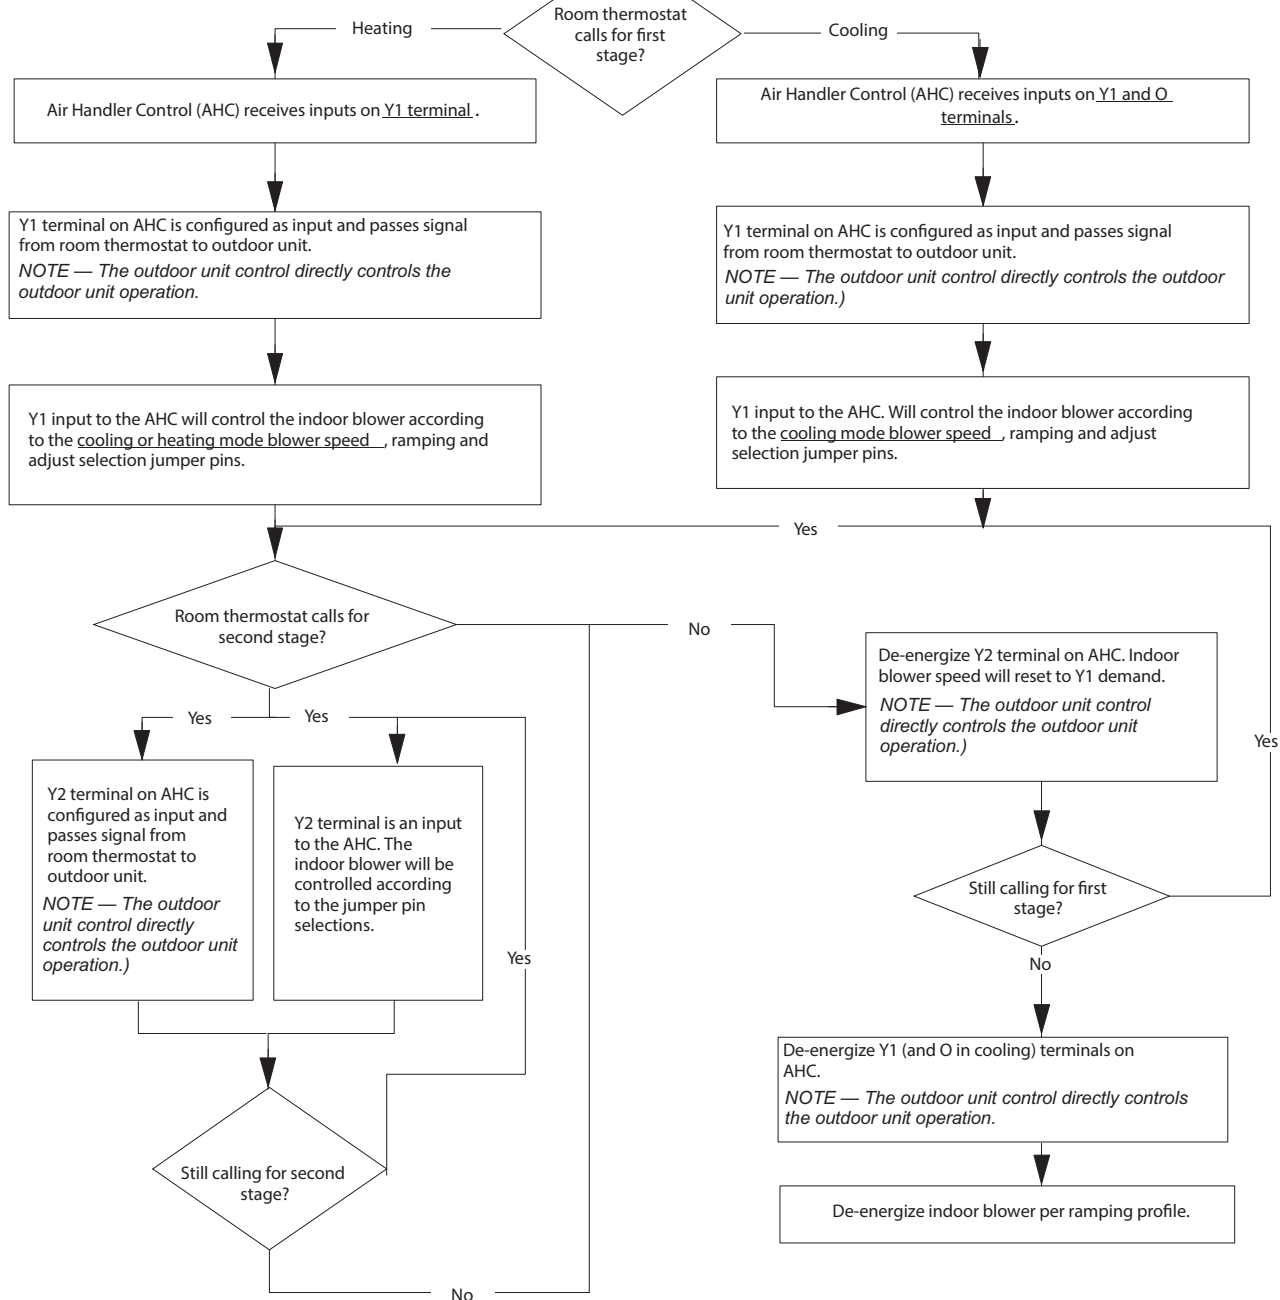 Room thermostat
calls for first
stage?
Heating
Cooling
Air Handler Control (AHC) receives inputs on Y1 terminal .
Air Handler Control (AHC) receives inputs on Y1 and O
terminals .
Y1 terminal on AHC is configured as input and passes signal
from room thermostat to outdoor unit.
NOTE — The outdoor unit control directly controls the
outdoor unit operation.
Y1 terminal on AHC is configured as input and passes signal
from room thermostat to outdoor unit.
NOTE — The outdoor unit control directly controls the outdoor
unit operation.)
Y1 input to the AHC will control the indoor blower according
to the cooling or heating mode blower speed , ramping and
adjust selection jumper pins.
Y1 input to the AHC. Will control the indoor blower according
to the cooling mode blower speed , ramping and adjust
selection jumper pins.
Yes
Room thermostat calls for
second stage?
No
De-energize Y2 terminal on AHC. Indoor
blower speed will reset to Y1 demand.
NOTE — The outdoor unit control
directly controls the outdoor unit
operation.)
Yes
Yes
Yes
Y2 terminal on AHC is
configured as input and
passes signal from
room thermostat to
outdoor unit.
NOTE — The outdoor
unit control directly
controls the outdoor unit
operation.)
Y2 terminal is an input
to the AHC. The
indoor blower will be
controlled according
to the jumper pin
selections.
Yes
Still calling for first
stage?
No
De-energize Y1 (and O in cooling) terminals on
AHC.
NOTE — The outdoor unit control directly controls
the outdoor unit operation.
Still calling for second
stage?
De-energize indoor blower per ramping profile.
No